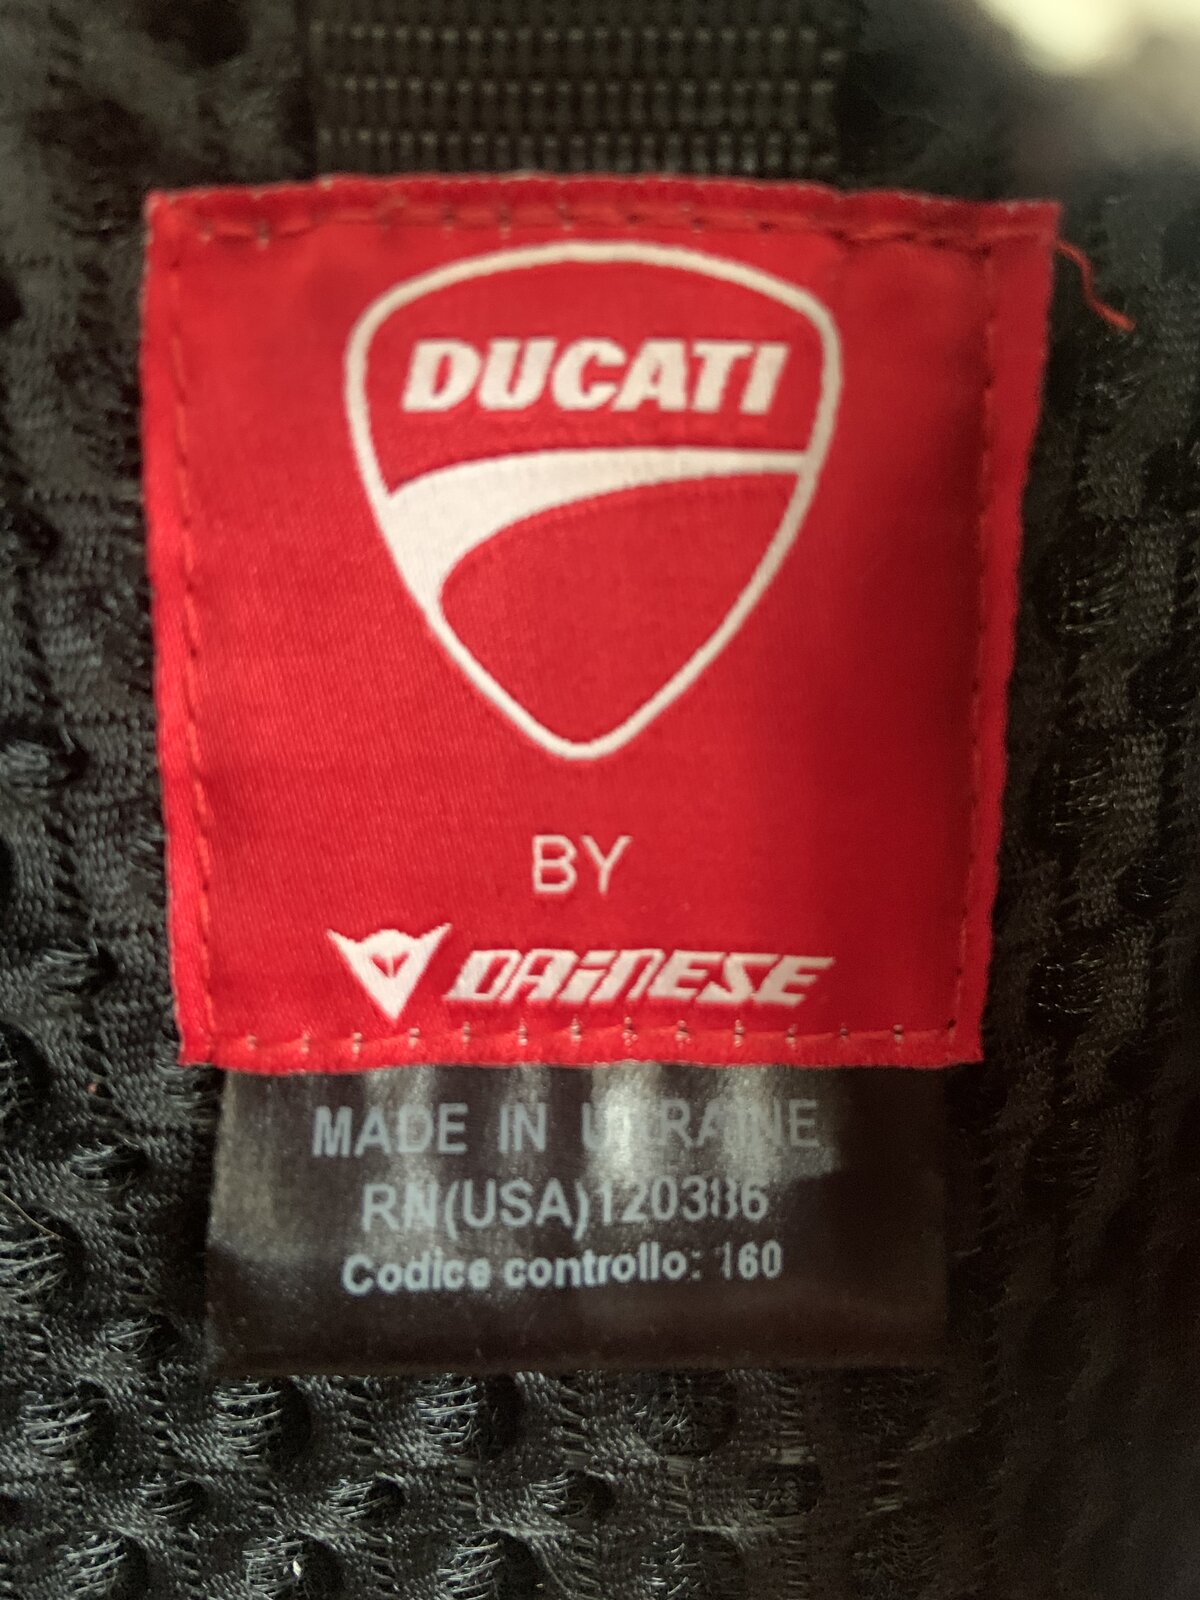 DUCATI
BY
DAINESE
MADE IN UKRAINE
RN(USA)120386
Codice controllo: 160